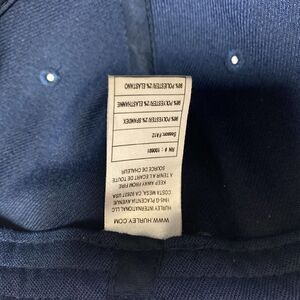 WWW.HURLEY.COM
HURLEY INTERNATIONAL LLC
1945-G PLACENTIA AVENUE
COSTA MESA, CA 92627 USA
KEEP AWAY FROM FIRE
A TENIR A L'ECART DE TOUTE
SOURCE DE CHALEUR
RN #: 100981
Season: FA12
98% POLYESTER 2% SPANDEX
98% POLYESTER 2% ELASTHANNE
98% POLYESTER 2% ELASTANO